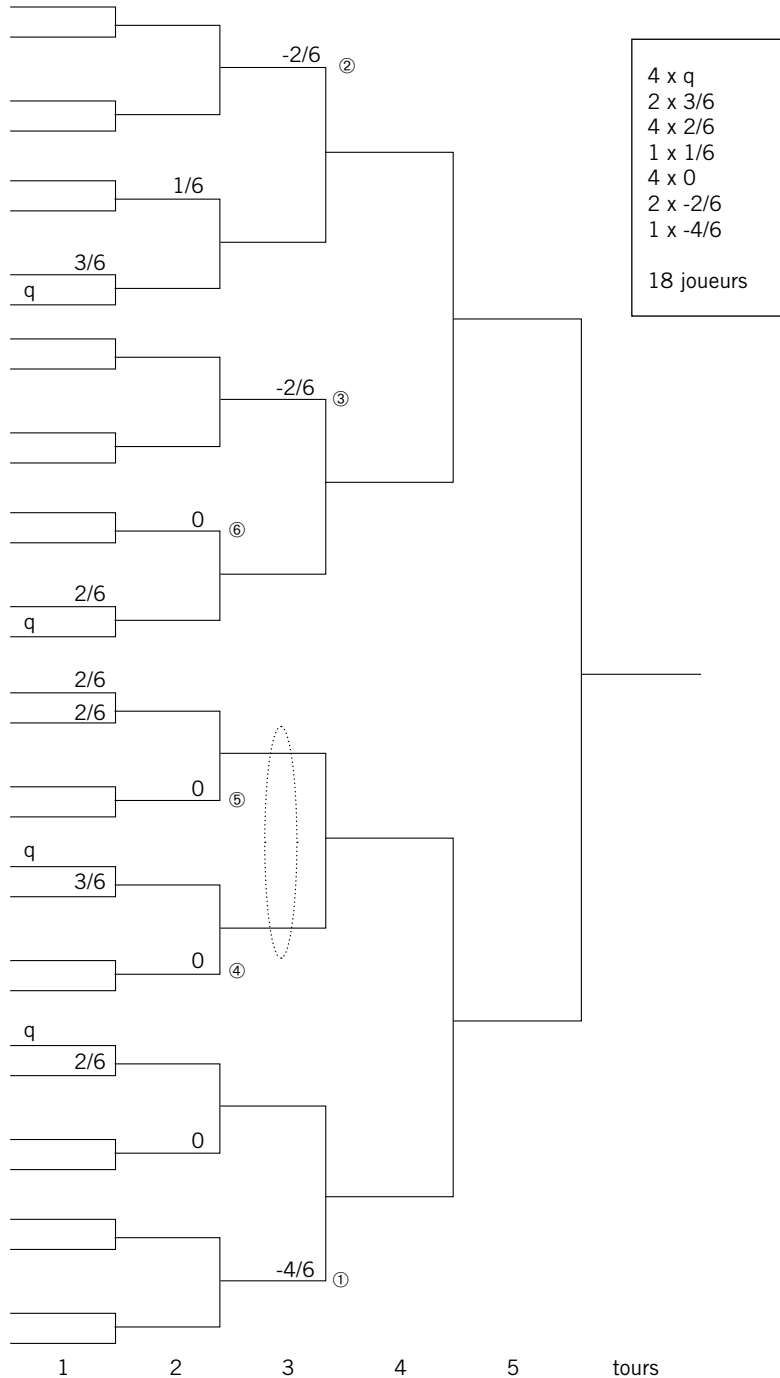 -2/6 ②
1/6
3/6
q
-2/6 ③
0 ⑥
2/6
q
2/6
2/6
0 ⑤
q
3/6
0 ④
q
2/6
0
-4/6 ①
1 2 3 4 5 tours
4 x q
2 x 3/6
4 x 2/6
1 x 1/6
4 x 0
2 x -2/6
1 x -4/6
18 joueurs